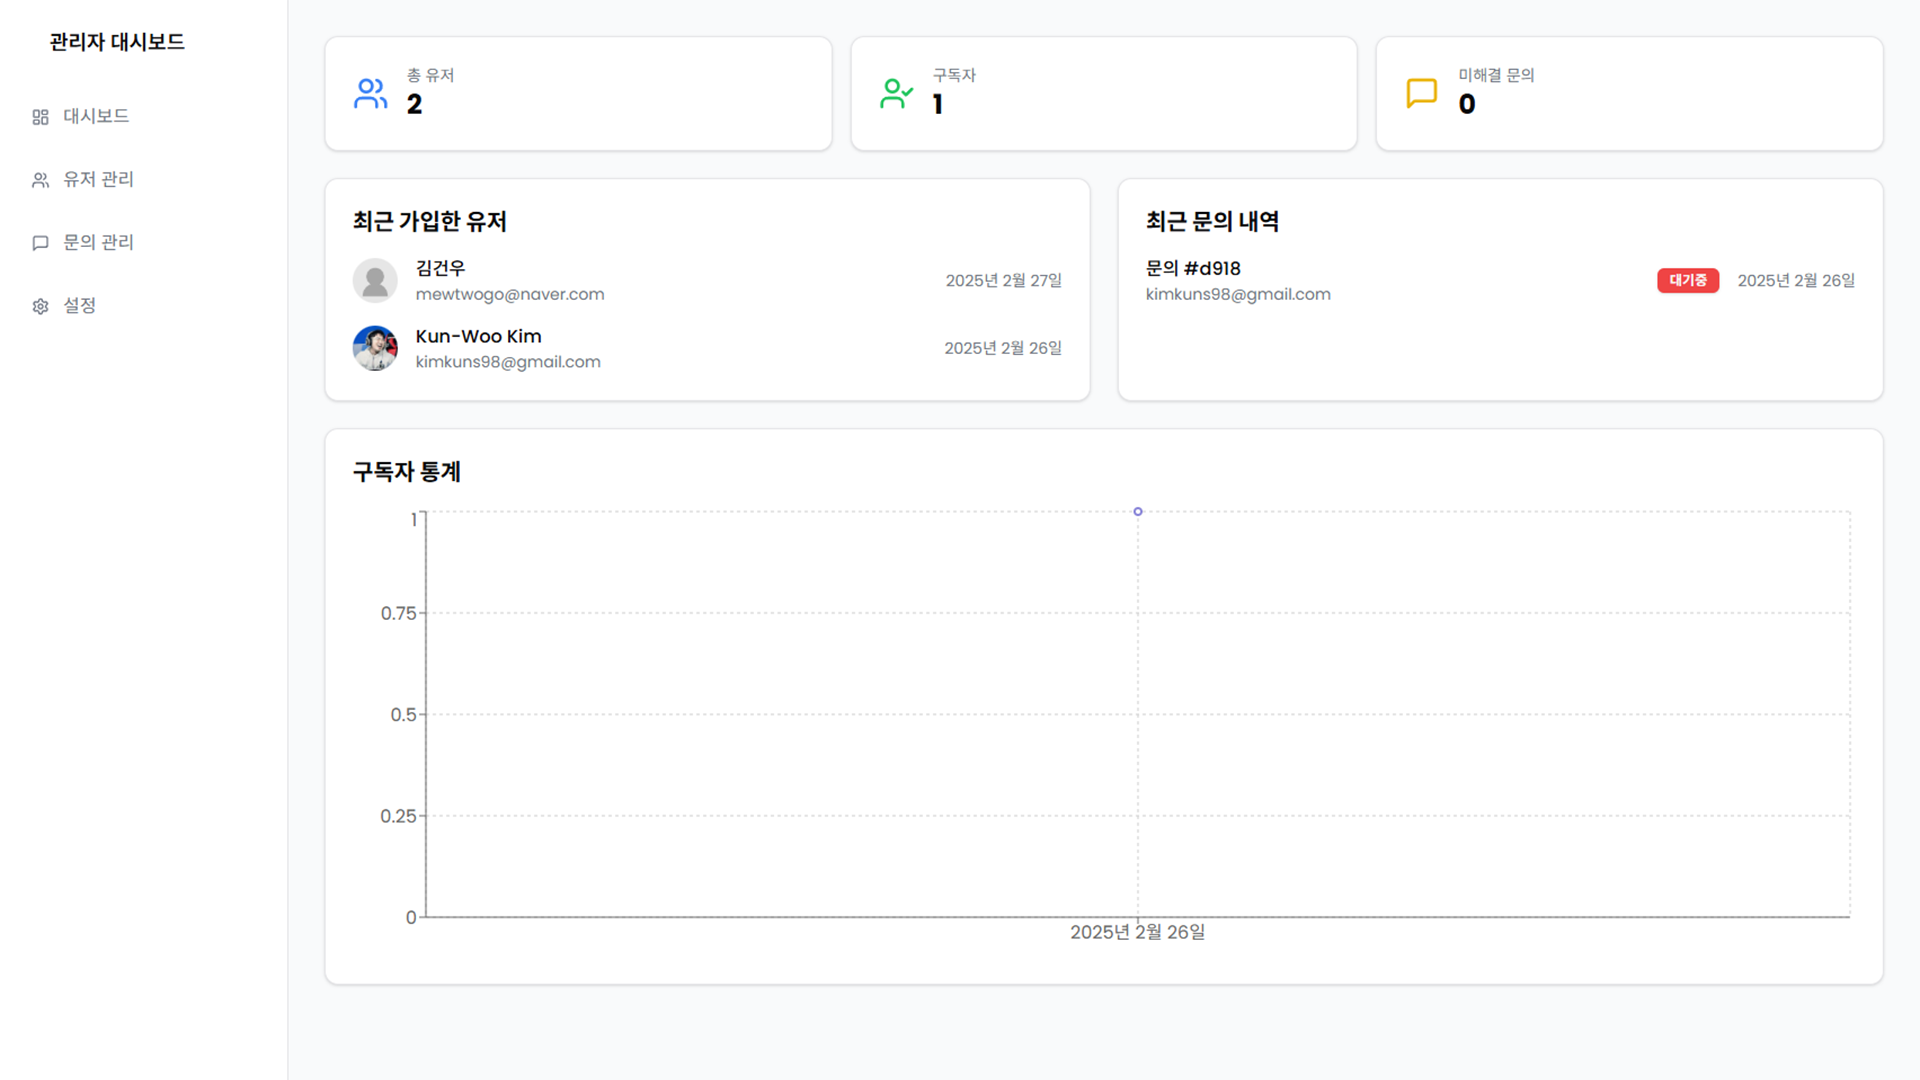 관리자 대시보드
대시보드
유저 관리
문의 관리
설정
총 유저
2
구독자
1
미해결 문의
0
최근 가입한 유저
김건우
mewtwogo@naver.com
2025년 2월 27일
Kun-Woo Kim
kimkuns98@gmail.com
2025년 2월 26일
최근 문의 내역
문의 #d918
kimkuns98@gmail.com
대기중
2025년 2월 26일
구독자 통계
1
0.75
0.5
0.25
0
2025년 2월 26일